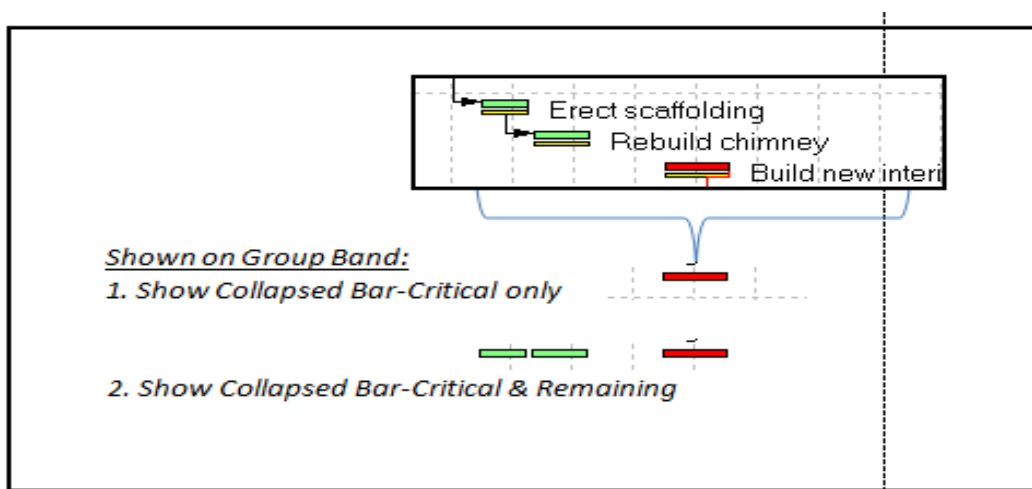 Erect scaffolding
Rebuild chimney
Build new interi
Shown on Group Band:
1. Show Collapsed Bar-Critical only
2. Show Collapsed Bar-Critical & Remaining